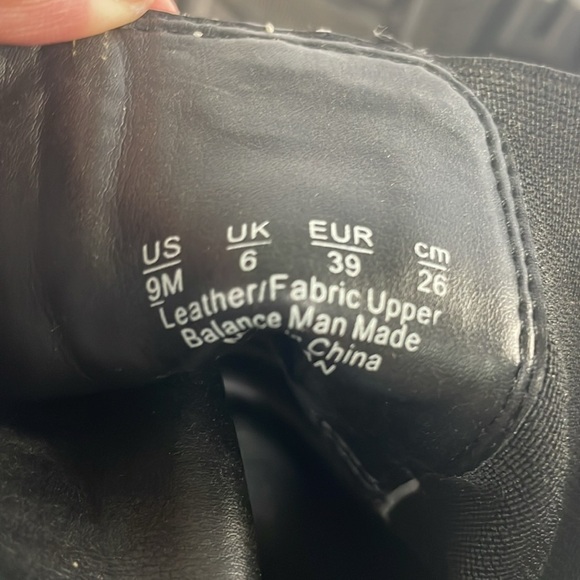 US UK EUR cm
9M 6 39 26
Leather/Fabric Upper
Balance Man Made
China